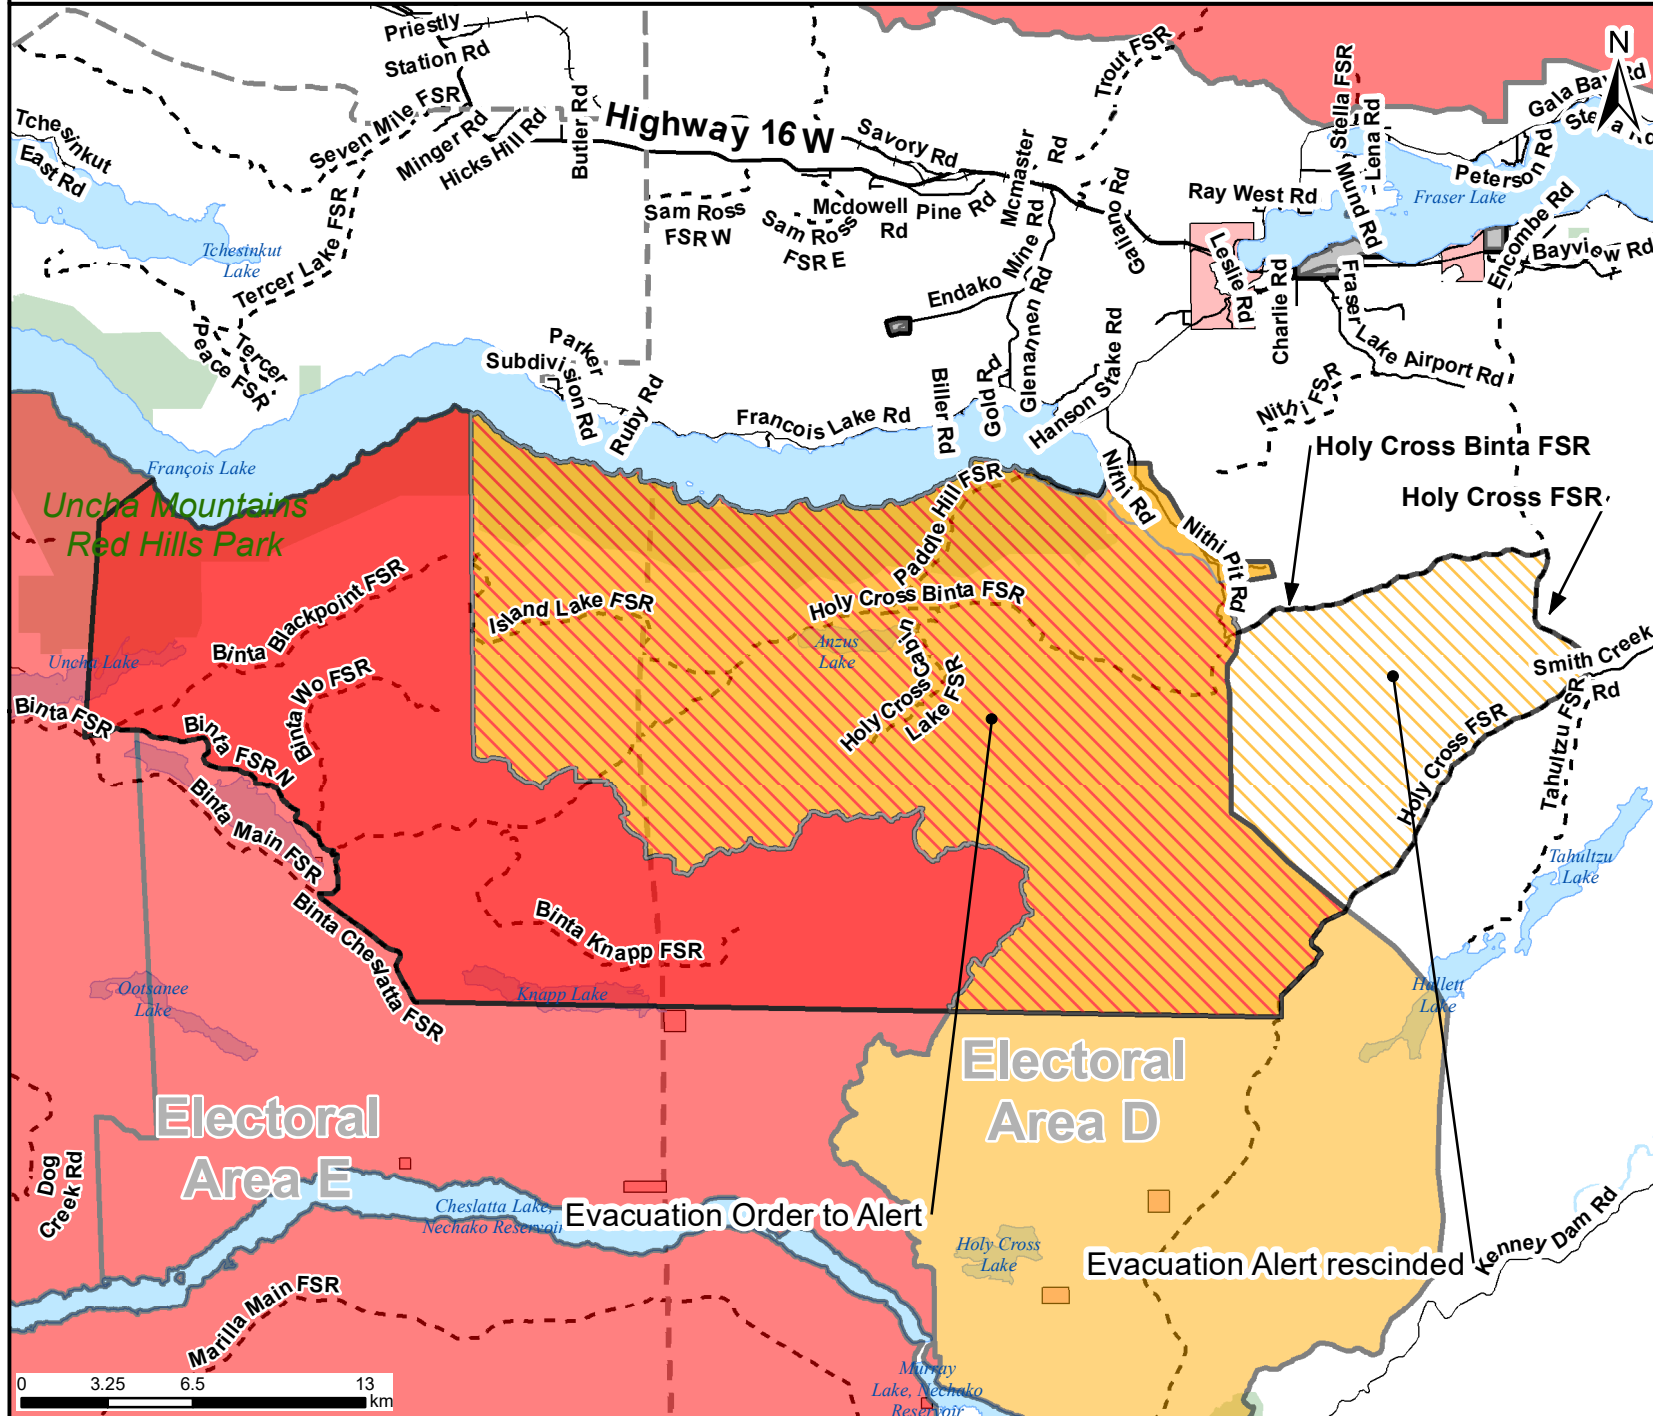 Priestly
Station Rd
Trout FSR
Stella FSR
Lena Rd
N
Gala Bay Rd
Tchesinkut
East Rd
Seven Mile FSR
Minger Rd
Hicks Hill Rd
Butler Rd
Highway 16 W
Savory Rd
Mcmaster
Rd
Mund Rd
Peterson Rd
Fraser Lake
Ray West Rd
Galiano Rd
Encombe Rd
Bayview Rd
Sam Ross
FSR W
Sam Ross
FSR E
Mcdowell
Rd
Pine Rd
Endako Mine Rd
Leslie Rd
Charlie Rd
Fraser Lake Airport Rd
Tchesinkut
Lake
Tercer Lake FSR
Tercer
Peace FSR
Parker
Subdivision Rd
Ruby Rd
Francois Lake Rd
Biller Rd
Gold Rd
Glenannen Rd
Hanson Stake Rd
Nithi FSR
Holy Cross Binta FSR
Holy Cross FSR
François Lake
Uncha Mountains
Red Hills Park
Nithi Rd
Nithi Pit Rd
Paddle Hill FSR
Binta Blackpoint FSR
Island Lake FSR
Holy Cross Binta FSR
Anzus
Lake
Holy Cross Cabin
Lake FSR
Uncha Lake
Binta Wo FSR
Binta FSR
Binta FSR N
Binta Main FSR
Smith Creek
Rd
Holy Cross FSR
Tahultzu FSR
Tahultzu
Lake
Binta Cheslatta FSR
Binta Knapp FSR
Knapp Lake
Ootsanee
Lake
Hallett
Lake
Electoral
Area D
Electoral
Area E
Dog
Creek Rd
Cheslatta Lake,
Nechako Reservoir
Evacuation Order to Alert
Holy Cross
Lake
Evacuation Alert rescinded
Kenney Dam Rd
Marilla Main FSR
Murray
Lake, Nechako
Reservoir
0 3.25 6.5 13
km